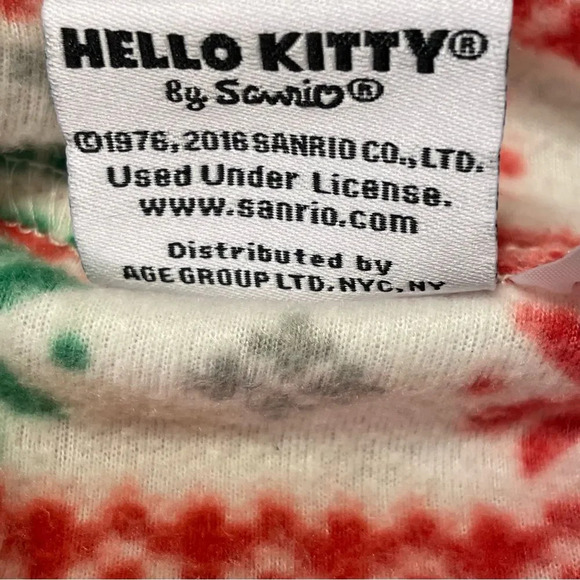 HELLO KITTY®
By Sanrio®
©1976, 2016 SANRIO CO., LTD.
Used Under License.
www.sanrio.com
Distributed by
AGE GROUP LTD. NYC, NY